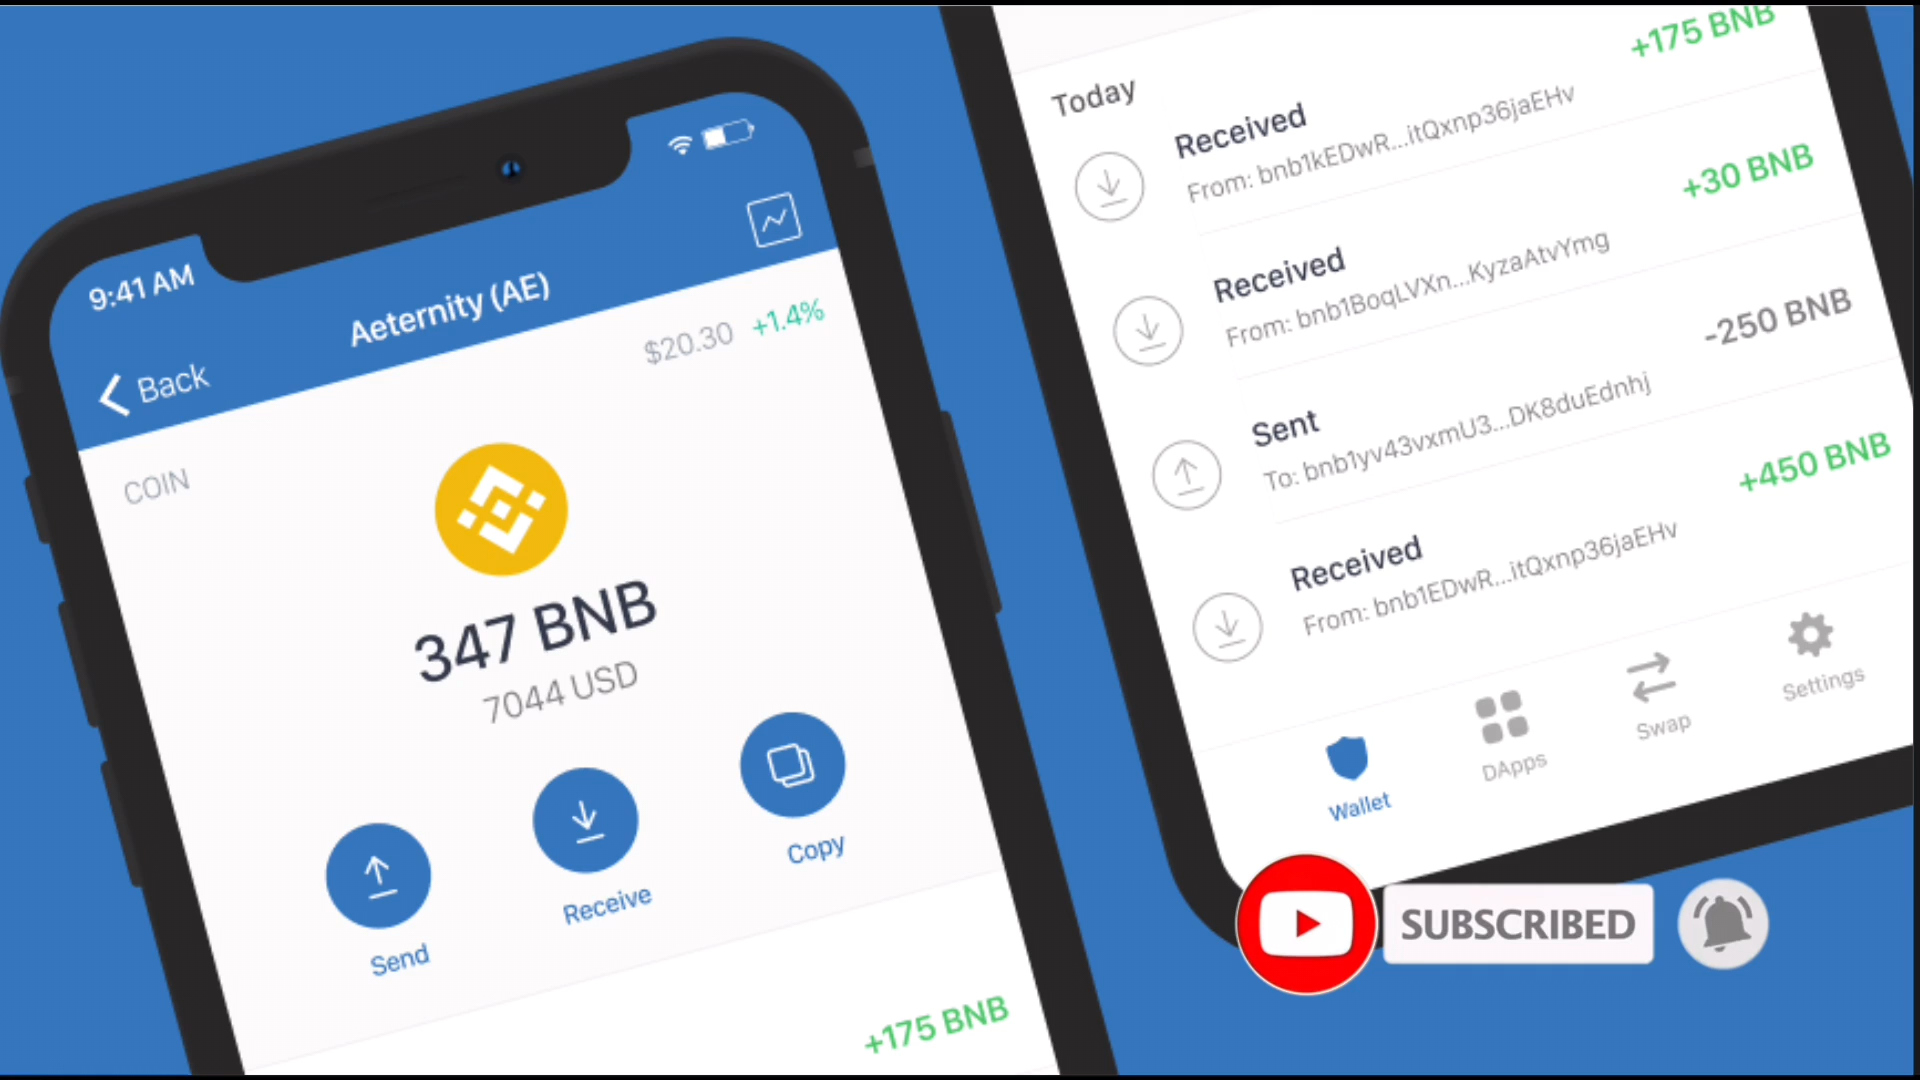 9:41 AM
Back
Aeternity (AE)
$20.30 +1.4%
COIN
347 BNB
7044 USD
Send
Receive
Copy
+175 BNB
Today
Received
From: bnb1kEDwR...itQxnp36jaEHv
+175 BNB
Received
From: bnb1BoqLVXn...KyzaAtvYmg
+30 BNB
Sent
To: bnb1yv43vxmU3...DK8duEdnhj
-250 BNB
Received
From: bnb1EDwR...itQxnp36jaEHv
+450 BNB
Wallet
DApps
Swap
Settings
SUBSCRIBED